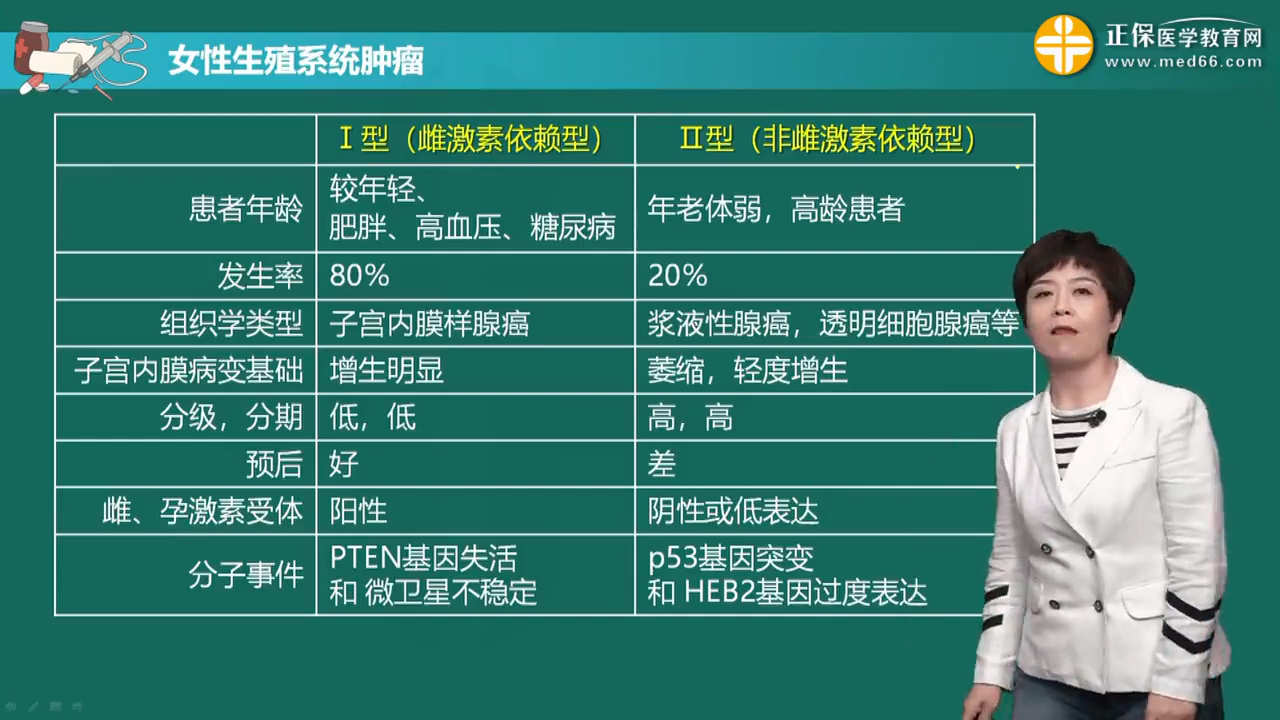 女性生殖系统肿瘤
正保医学教育网
www.med66.com
Ⅰ型（雌激素依赖型）
Ⅱ型（非雌激素依赖型）
患者年龄
较年轻、
肥胖、高血压、糖尿病
年老体弱，高龄患者
发生率
80%
20%
组织学类型
子宫内膜样腺癌
浆液性腺癌，透明细胞腺癌等
子宫内膜病变基础
增生明显
萎缩，轻度增生
分级，分期
低，低
高，高
预后
好
差
雌、孕激素受体
阳性
阴性或低表达
分子事件
PTEN基因失活
和 微卫星不稳定
p53基因突变
和 HEB2基因过度表达